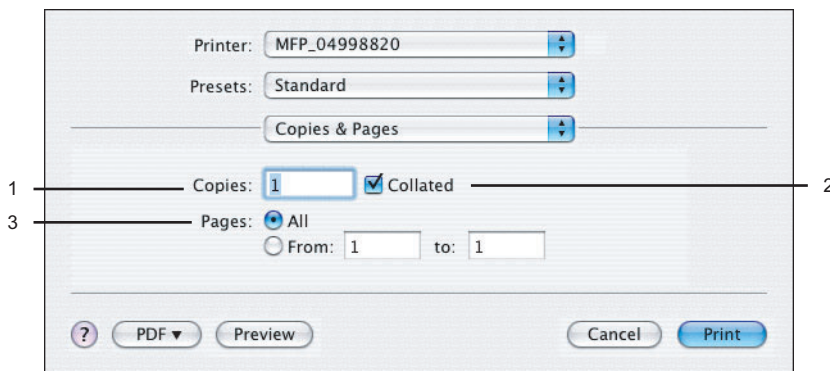 Printer: MFP_04998820
Presets: Standard
Copies & Pages
1 Copies: 1 Collated 2
3 Pages: All
From: 1 to: 1
? PDF Preview Cancel Print